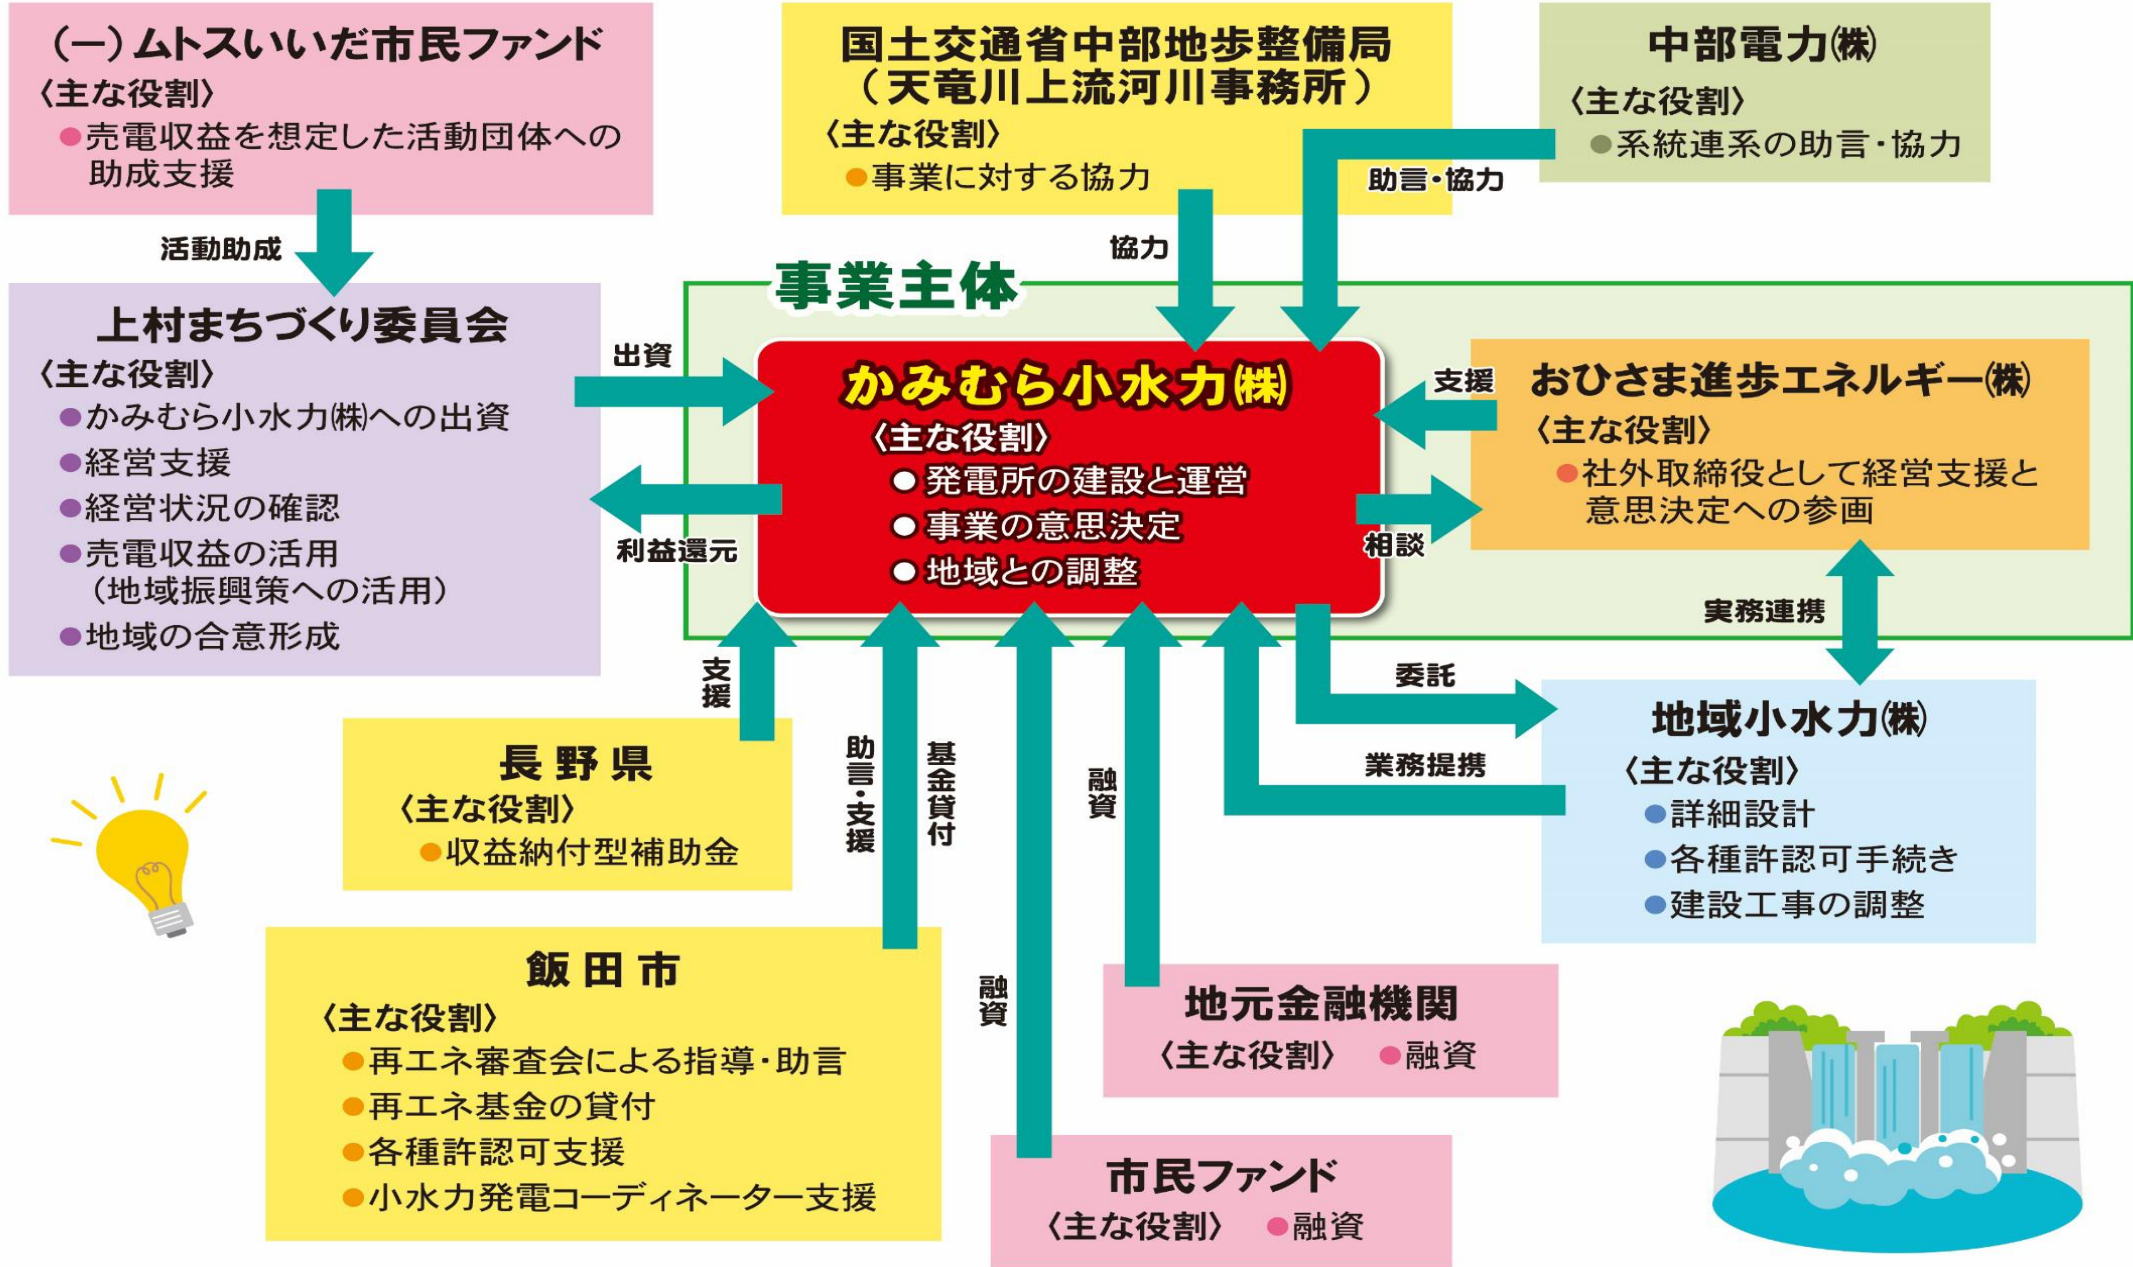 (一)ムトスいいだ市民ファンド
〈主な役割〉
●売電収益を想定した活動団体への
助成支援
国土交通省中部地歩整備局
(天竜川上流河川事務所)
〈主な役割〉
●事業に対する協力
中部電力㈱
〈主な役割〉
●系統連系の助言・協力
助言・協力
活動助成
協力
事業主体
上村まちづくり委員会
〈主な役割〉
●かみむら小水力㈱への出資
●経営支援
●経営状況の確認
●売電収益の活用
(地域振興策への活用)
●地域の合意形成
出資
利益還元
かみむら小水力㈱
〈主な役割〉
●発電所の建設と運営
●事業の意思決定
●地域との調整
支援
相談
おひさま進歩エネルギー㈱
〈主な役割〉
●社外取締役として経営支援と
意思決定への参画
実務連携
支援
助言・支援
基金貸付
融資
融資
委託
業務提携
長野県
〈主な役割〉
●収益納付型補助金
地域小水力㈱
〈主な役割〉
●詳細設計
●各種許認可手続き
●建設工事の調整
飯田市
〈主な役割〉
●再エネ審査会による指導・助言
●再エネ基金の貸付
●各種許認可支援
●小水力発電コーディネーター支援
地元金融機関
〈主な役割〉 ●融資
市民ファンド
〈主な役割〉 ●融資